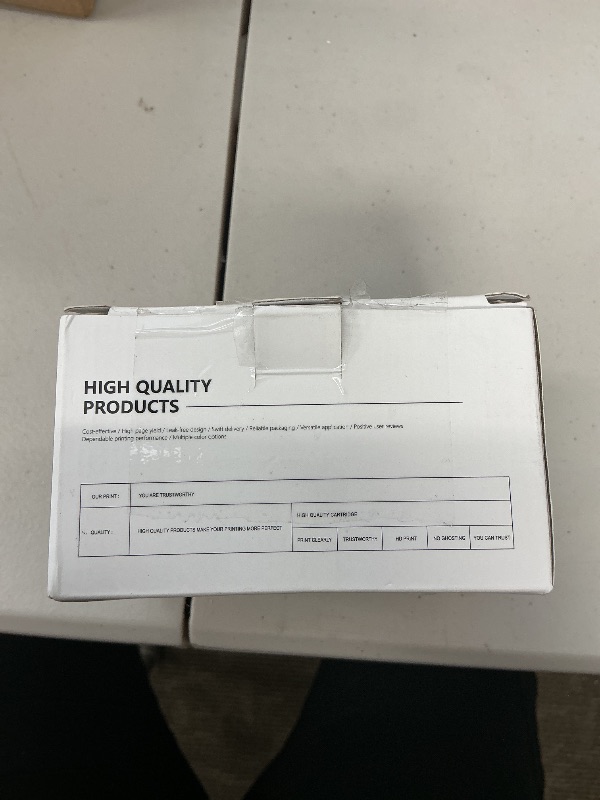 HIGH QUALITY
PRODUCTS
Cost-effective / High page yield / Leak-free design / Swift delivery / Reliable packaging / Versatile application / Positive user reviews
Dependable printing performance / Multiple color options
OUR PRINT: YOU ARE TRUSTWORTHY
HIGH QUALITY CARTRIDGE
QUALITY: HIGH QUALITY PRODUCTS MAKE YOUR PRINTING MORE PERFECT
PRINT CLEARLY TRUSTWORTHY HD PRINT NO GHOSTING YOU CAN TRUST